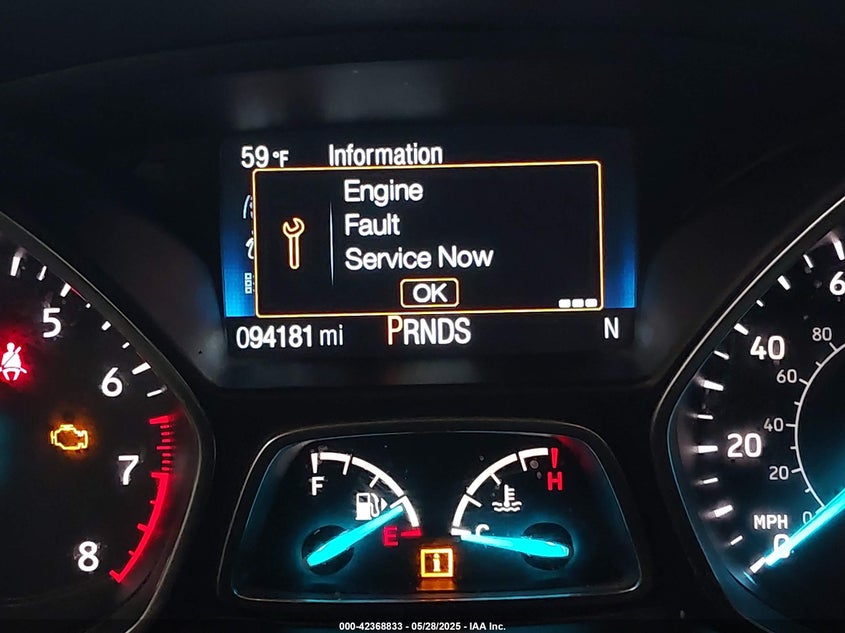 59°F Information
Engine
Fault
Service Now
OK
094181 mi PRNDS N
5
6
7
8
F
E
C
H
i
40
20
0
MPH
80
60
40
20
0
000-42368833 - 05/28/2025 - IAA Inc.